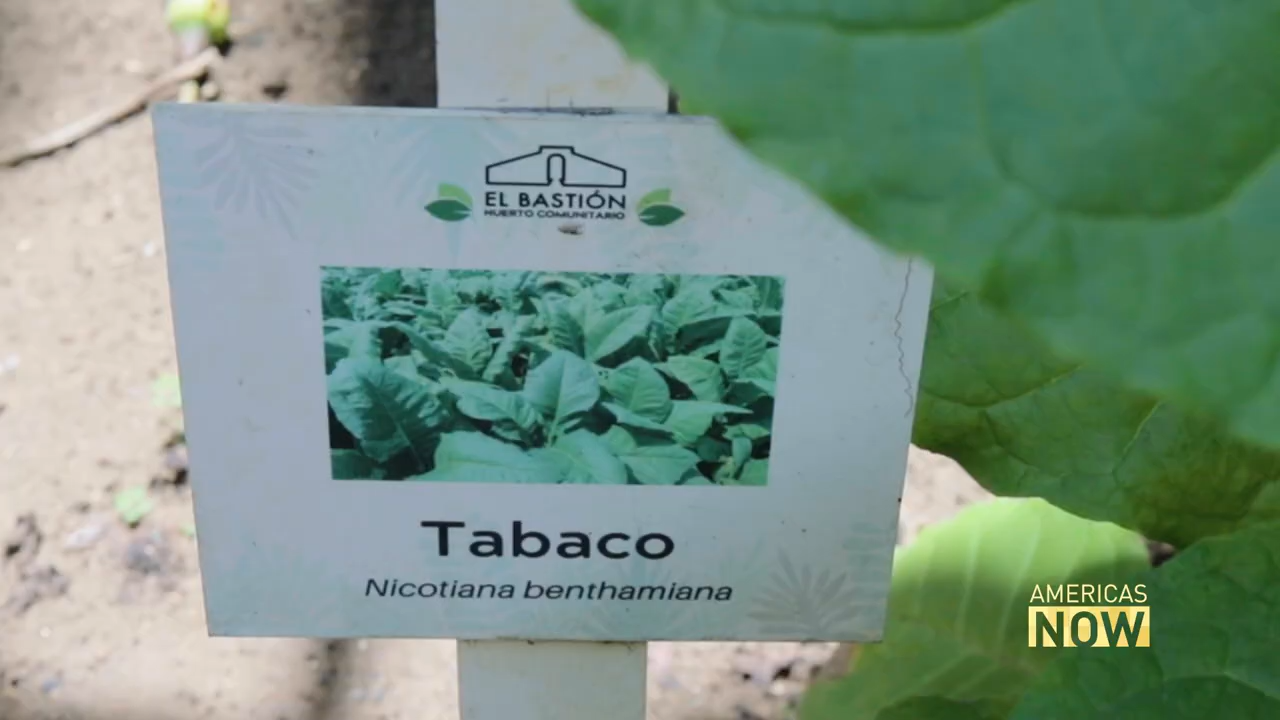 EL BASTIÓN
HUERTO COMUNITARIO
Tabaco
Nicotiana benthamiana
AMERICAS
NOW